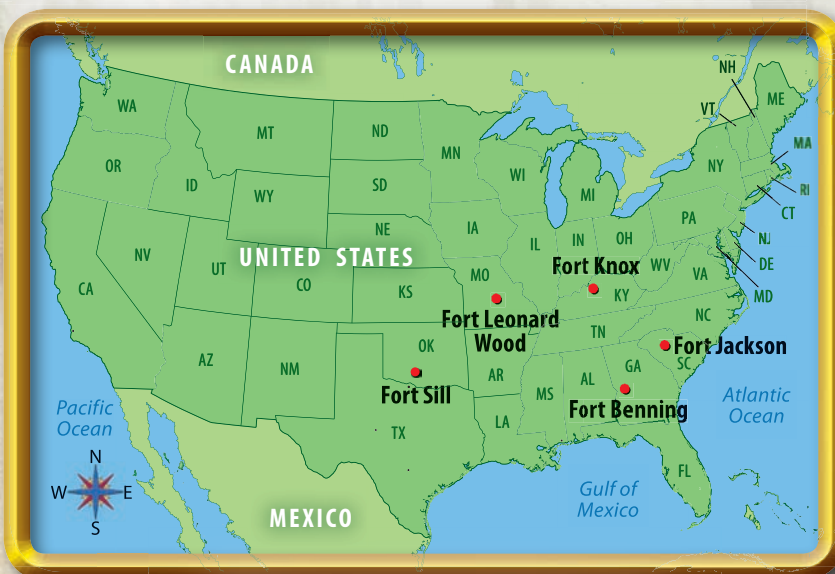 CANADA
NH
VT
ME
WA
MT
ND
MN
MA
OR
ID
WY
SD
WI
MI
NY
RI
CT
NE
IA
PA
NJ
NV
UT
UNITED STATES
CO
IL
IN
OH
DE
Fort Knox
WV
VA
MD
CA
KS
MO
KY
Fort Leonard
Wood
NC
TN
AZ
NM
OK
AR
Fort Jackson
SC
GA
AL
MS
Fort Sill
Fort Benning
Pacific
Ocean
Atlantic
Ocean
TX
LA
FL
N
W
E
S
Gulf of
Mexico
MEXICO